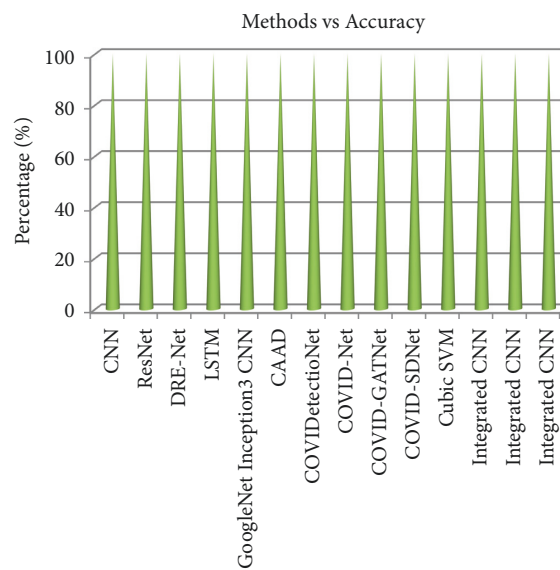 Methods vs Accuracy
Percentage (%)
100
80
60
40
20
0
CNN
ResNet
DRE-Net
LSTM
GoogleNet Inception3 CNN
CAAD
COVIDetectioNet
COVID-Net
COVID-GATNet
COVID-SDNet
Cubic SVM
Integrated CNN
Integrated CNN
Integrated CNN